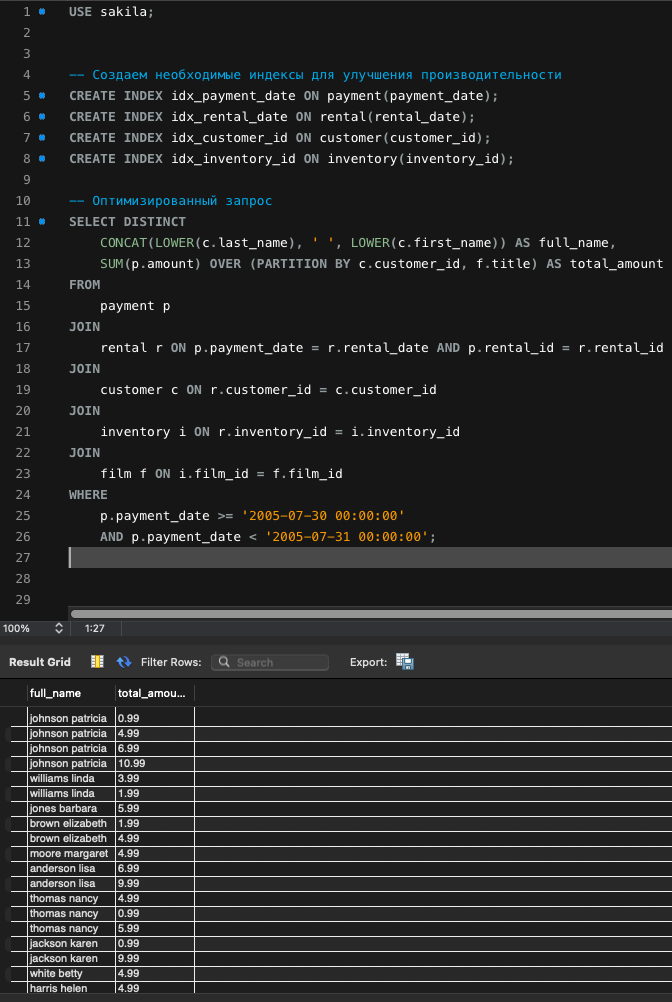 1 USE sakila;
2
3
4 -- Создаем необходимые индексы для улучшения производительности
5 CREATE INDEX idx_payment_date ON payment(payment_date);
6 CREATE INDEX idx_rental_date ON rental(rental_date);
7 CREATE INDEX idx_customer_id ON customer(customer_id);
8 CREATE INDEX idx_inventory_id ON inventory(inventory_id);
9
10 -- Оптимизированный запрос
11 SELECT DISTINCT
12 CONCAT(LOWER(c.last_name), ' ', LOWER(c.first_name)) AS full_name,
13 SUM(p.amount) OVER (PARTITION BY c.customer_id, f.title) AS total_amount
14 FROM
15 payment p
16 JOIN
17 rental r ON p.payment_date = r.rental_date AND p.rental_id = r.rental_id
18 JOIN
19 customer c ON r.customer_id = c.customer_id
20 JOIN
21 inventory i ON r.inventory_id = i.inventory_id
22 JOIN
23 film f ON i.film_id = f.film_id
24 WHERE
25 p.payment_date >= '2005-07-30 00:00:00'
26 AND p.payment_date < '2005-07-31 00:00:00';
27
28
29
100% 1:27
Result Grid Filter Rows: Search Export:
full_name total_amou...
johnson patricia 0.99
johnson patricia 4.99
johnson patricia 6.99
johnson patricia 10.99
williams linda 3.99
williams linda 1.99
jones barbara 5.99
brown elizabeth 1.99
brown elizabeth 4.99
moore margaret 4.99
anderson lisa 6.99
anderson lisa 9.99
thomas nancy 4.99
thomas nancy 0.99
thomas nancy 5.99
jackson karen 0.99
jackson karen 9.99
white betty 4.99
harris helen 4.99